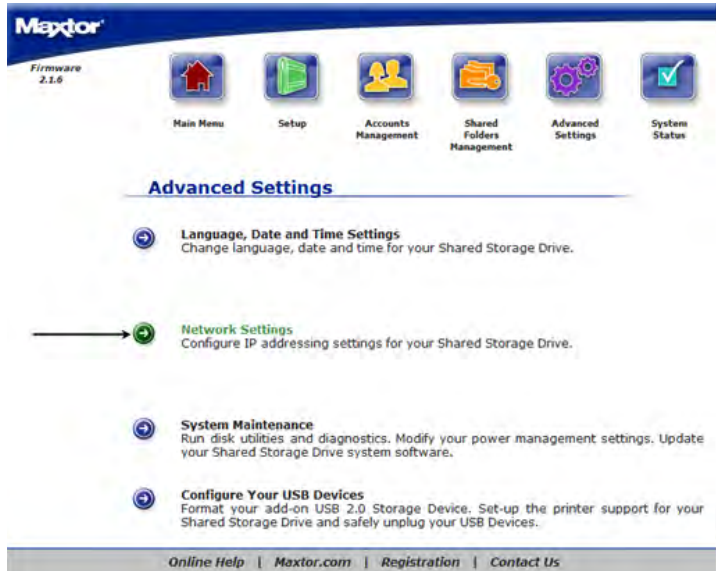 Maxtor
Firmware
2.1.6
Main Menu
Setup
Accounts
Management
Shared
Folders
Management
Advanced
Settings
System
Status
Advanced Settings
Language, Date and Time Settings
Change language, date and time for your Shared Storage Drive.
Network Settings
Configure IP addressing settings for your Shared Storage Drive.
System Maintenance
Run disk utilities and diagnostics. Modify your power management settings. Update
your Shared Storage Drive system software.
Configure Your USB Devices
Format your add-on USB 2.0 Storage Device. Set-up the printer support for your
Shared Storage Drive and safely unplug your USB Devices.
Online Help | Maxtor.com | Registration | Contact Us